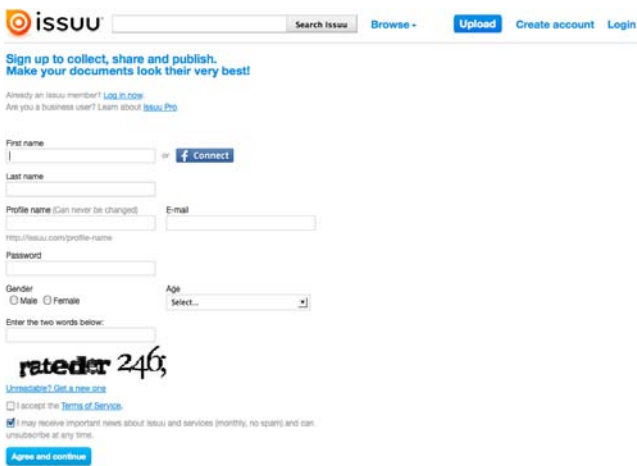 issuu
Search Issuu Browse Upload Create account Login
Sign up to collect, share and publish.
Make your documents look their very best!
Already an Issuu member? Log in now.
Are you a business user? Learn about Issuu Pro.
First name
or f Connect
Last name
Profile name (Can never be changed) E-mail
http://issuu.com/profile-name
Password
Gender Age
Male Female Select...
Enter the two words below:
rateder 246;
Unreadable? Get a new one
I accept the Terms of Service.
I may receive important news about Issuu and services (monthly, no spam) and can
unsubscribe at any time.
Agree and continue